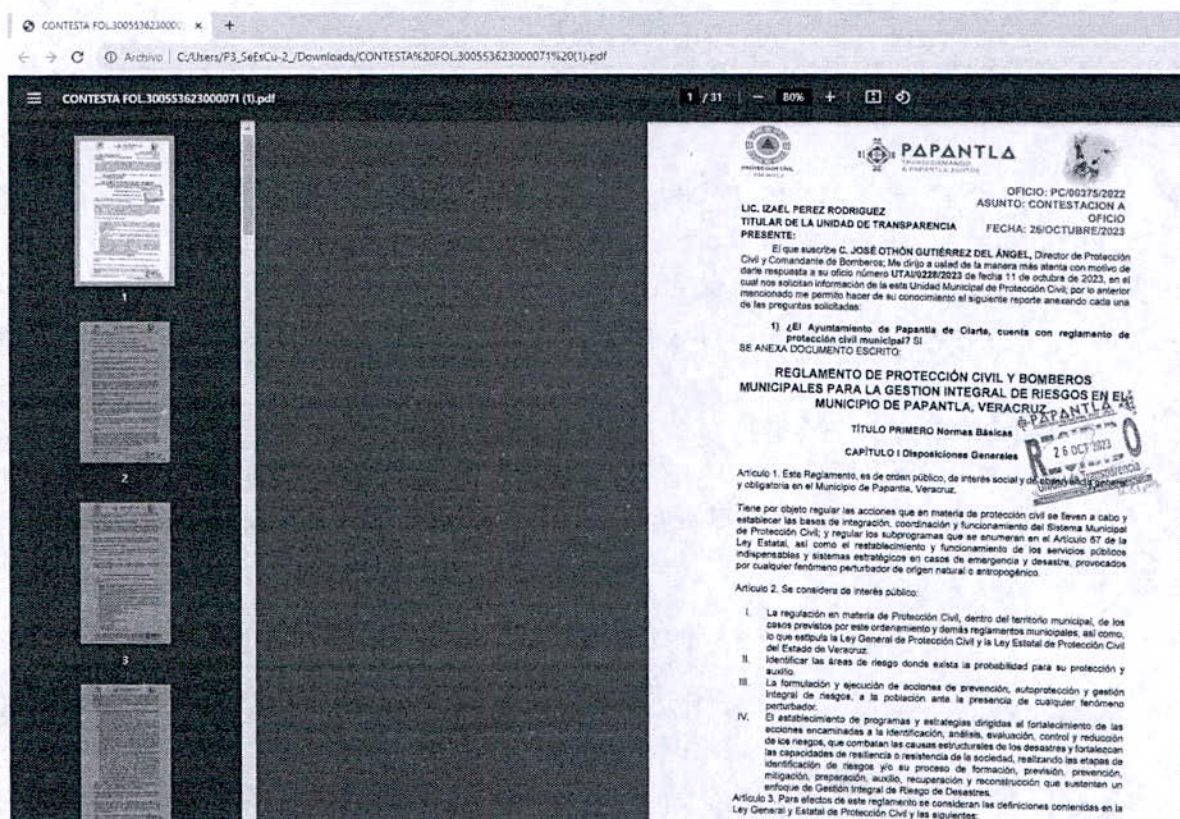 CONTESTA FOL.30055362300007
Archivo | C:/Users/P3_SeEsCu-2_/Downloads/CONTESTA%20FOL.300553623000071%20(1).pdf
CONTESTA FOL.300553623000071 (1).pdf
1 / 31 | − 80% +
1
2
3
PROTECCIÓN CIVIL
PAPANTLA
PAPANTLA
OFICIO: PC/00375/2022
ASUNTO: CONTESTACION A
OFICIO
FECHA: 26/OCTUBRE/2023
LIC. IZAEL PEREZ RODRIGUEZ
TITULAR DE LA UNIDAD DE TRANSPARENCIA
PRESENTE:
El que suscribe C. JOSÉ OTHÓN GUTIÉRREZ DEL ÁNGEL, Director de Protección
Civil y Comandante de Bomberos; Me dirijo a usted de la manera más atenta con motivo de
darle respuesta a su oficio número UTAI/0228/2023 de fecha 11 de octubre de 2023, en el
cual nos solicitan información de la esta Unidad Municipal de Protección Civil; por lo anterior
mencionado me permito hacer de su conocimiento el siguiente reporte anexando cada una
de las preguntas solicitadas:
1) ¿El Ayuntamiento de Papantla de Olarte, cuenta con reglamento de
protección civil municipal? SI
SE ANEXA DOCUMENTO ESCRITO:
REGLAMENTO DE PROTECCIÓN CIVIL Y BOMBEROS
MUNICIPALES PARA LA GESTION INTEGRAL DE RIESGOS EN EL
MUNICIPIO DE PAPANTLA, VERACRUZ
PAPANTLA
26 OCT 2023
Unidad de Transparencia
TÍTULO PRIMERO Normas Básicas
CAPÍTULO I Disposiciones Generales
Artículo 1. Este Reglamento, es de orden público, de interés social y de observancia general
y obligatoria en el Municipio de Papantla, Veracruz.
Tiene por objeto regular las acciones que en materia de protección civil se lleven a cabo y
establecer las bases de integración, coordinación y funcionamiento del Sistema Municipal
de Protección Civil; y regular los subprogramas que se enumeran en el Artículo 67 de la
Ley Estatal, así como el restablecimiento y funcionamiento de los servicios públicos
indispensables y sistemas estratégicos en casos de emergencia y desastre, provocados
por cualquier fenómeno perturbador de origen natural o antropogénico.
Artículo 2. Se considera de interés público:
I. La regulación en materia de Protección Civil, dentro del territorio municipal, de los
casos previstos por este ordenamiento y demás reglamentos municipales, así como,
lo que estipula la Ley General de Protección Civil y la Ley Estatal de Protección Civil
del Estado de Veracruz.
II. Identificar las áreas de riesgo donde exista la probabilidad para su protección y
auxilio.
III. La formulación y ejecución de acciones de prevención, autoprotección y gestión
integral de riesgos, a la población ante la presencia de cualquier fenómeno
perturbador.
IV. El establecimiento de programas y estrategias dirigidas al fortalecimiento de las
acciones encaminadas a la identificación, análisis, evaluación, control y reducción
de los riesgos, que combatan las causas estructurales de los desastres y fortalezcan
las capacidades de resiliencia o resistencia de la sociedad, realizando las etapas de
identificación de riesgos y/o su proceso de formación, previsión, prevención,
mitigación, preparación, auxilio, recuperación y reconstrucción que sustenten un
enfoque de Gestión Integral de Riesgo de Desastres.
Artículo 3. Para efectos de este reglamento se consideran las definiciones contenidas en la
Ley General y Estatal de Protección Civil y las siguientes: